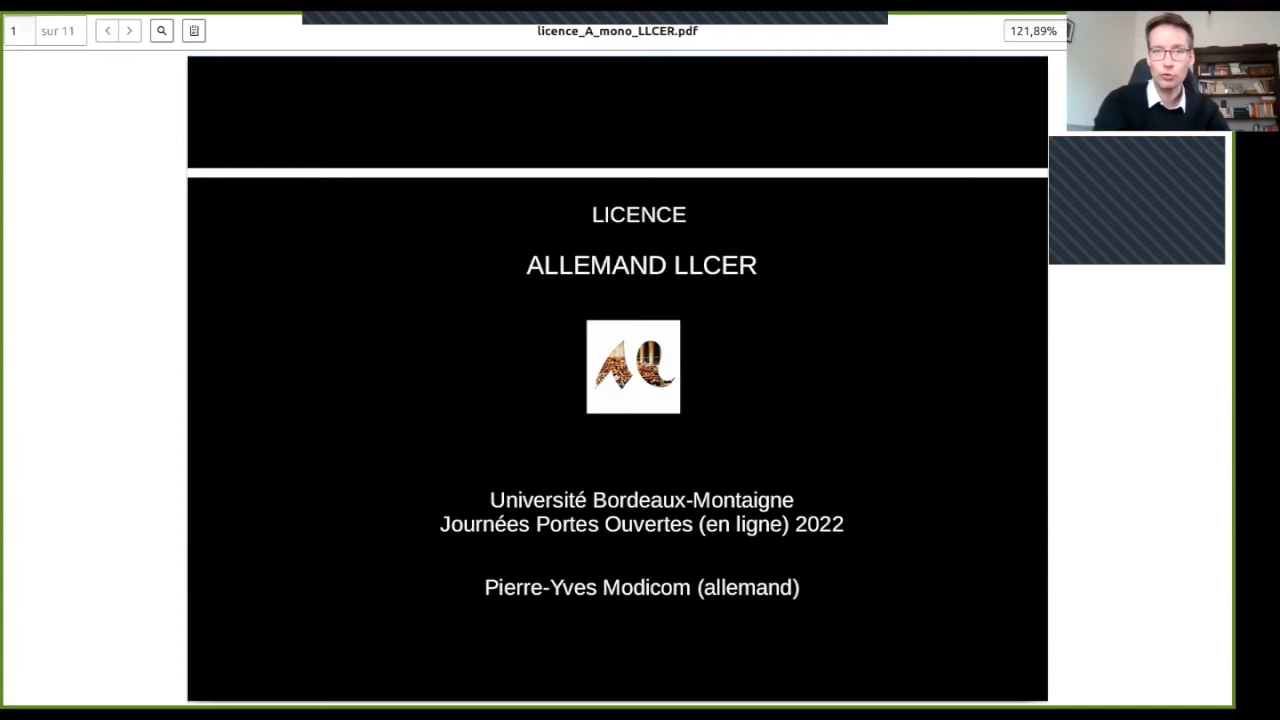 1
sur 11
licence_A_mono_LLCER.pdf
121,89%
LICENCE
ALLEMAND LLCER
Université Bordeaux-Montaigne
Journées Portes Ouvertes (en ligne) 2022
Pierre-Yves Modicom (allemand)